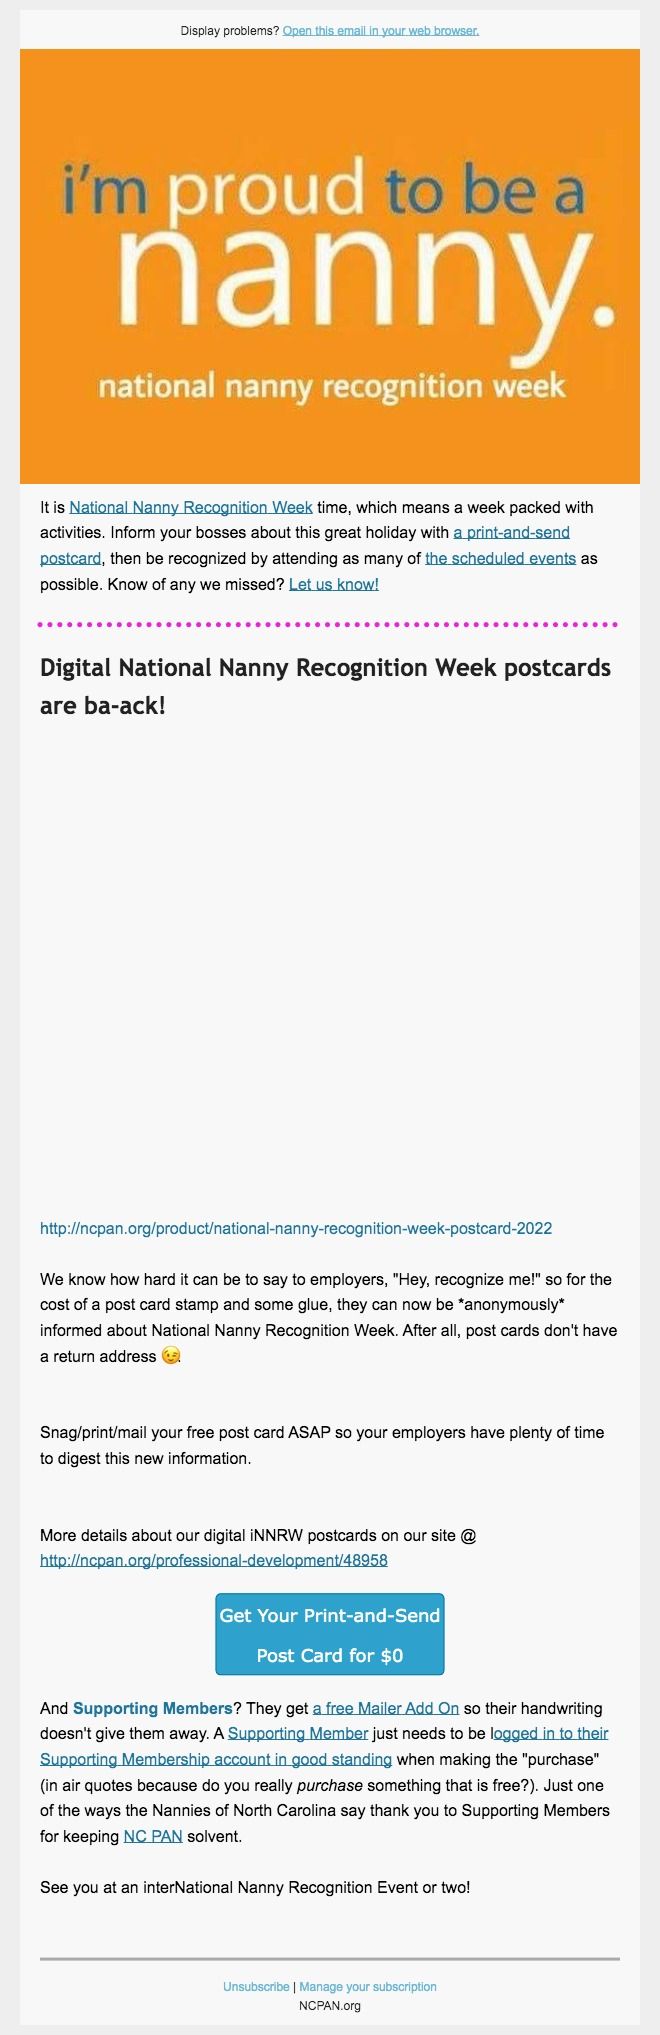 Display problems? Open this email in your web browser.
i'm proud to be a
nanny.
national nanny recognition week
It is National Nanny Recognition Week time, which means a week packed with
activities. Inform your bosses about this great holiday with a print-and-send
postcard, then be recognized by attending as many of the scheduled events as
possible. Know of any we missed? Let us know!
Digital National Nanny Recognition Week postcards
are ba-ack!
http://ncpan.org/product/national-nanny-recognition-week-postcard-2022
We know how hard it can be to say to employers, "Hey, recognize me!" so for the
cost of a post card stamp and some glue, they can now be *anonymously*
informed about National Nanny Recognition Week. After all, post cards don't have
a return address 😉.
Snag/print/mail your free post card ASAP so your employers have plenty of time
to digest this new information.
More details about our digital iNNRW postcards on our site @
http://ncpan.org/professional-development/48958
Get Your Print-and-Send
Post Card for $0
And Supporting Members? They get a free Mailer Add On so their handwriting
doesn't give them away. A Supporting Member just needs to be logged in to their
Supporting Membership account in good standing when making the "purchase"
(in air quotes because do you really purchase something that is free?). Just one
of the ways the Nannies of North Carolina say thank you to Supporting Members
for keeping NC PAN solvent.
See you at an interNational Nanny Recognition Event or two!
Unsubscribe | Manage your subscription
NCPAN.org